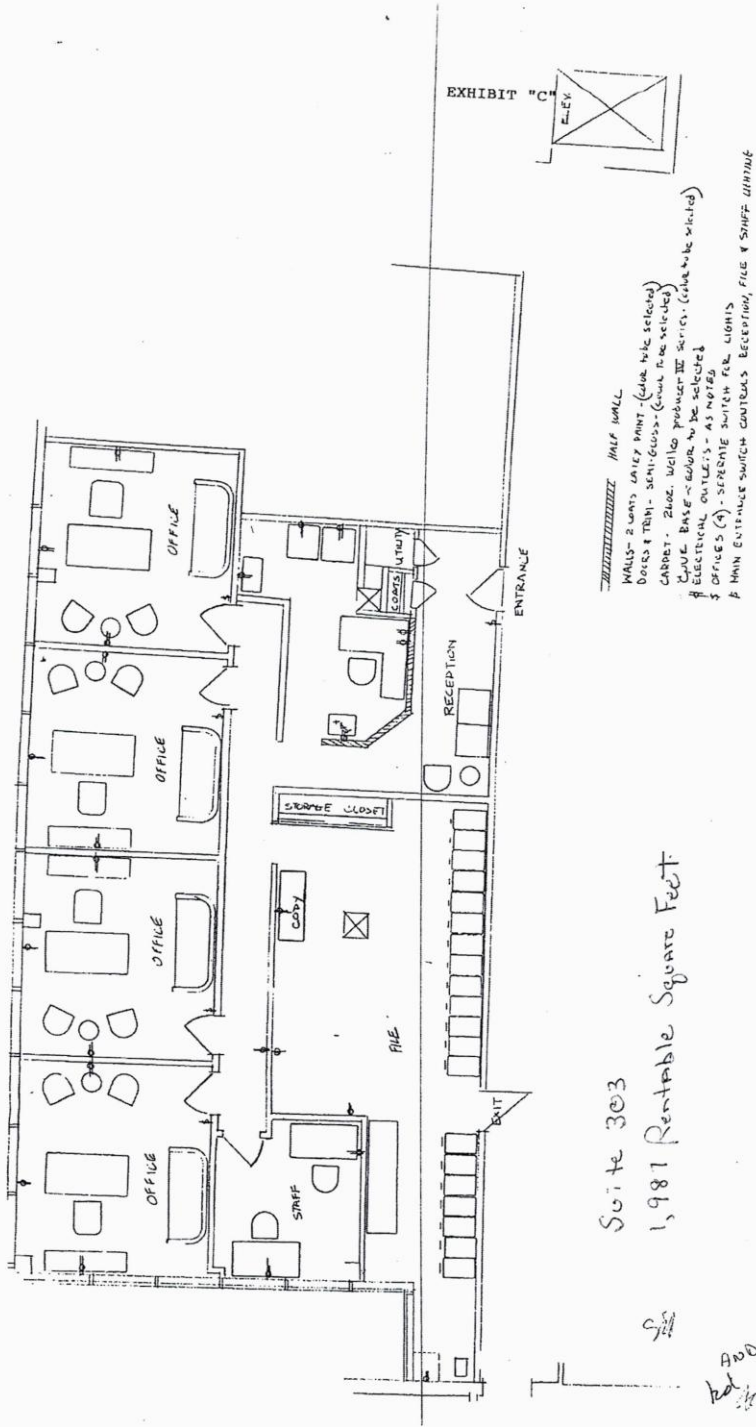 EXHIBIT "C"
ELEV.
OFFICE
OFFICE
OFFICE
OFFICE
STAFF
FILE
COPY
STORAGE CLOSET
COATS
UTILITY
RECEPTION
ENTRANCE
EXIT
HALF WALL
WALLS - 2 COATS LATEX PAINT - (color to be selected)
DOORS & TRIM - SEMI-GLOSS - (color to be selected)
CARPET - 26oz. Wellco producer III series. (color to be selected)
COVE BASE - color to be selected
ELECTRICAL OUTLETS - AS NOTED
$ OFFICES (4) - SEPERATE SWITCH FOR LIGHTS
$ MAIN ENTRANCE SWITCH CONTROLS RECEPTION, FILE & STAFF LIGHTING
Suite 303
1,981 Rentable Square Feet
AND